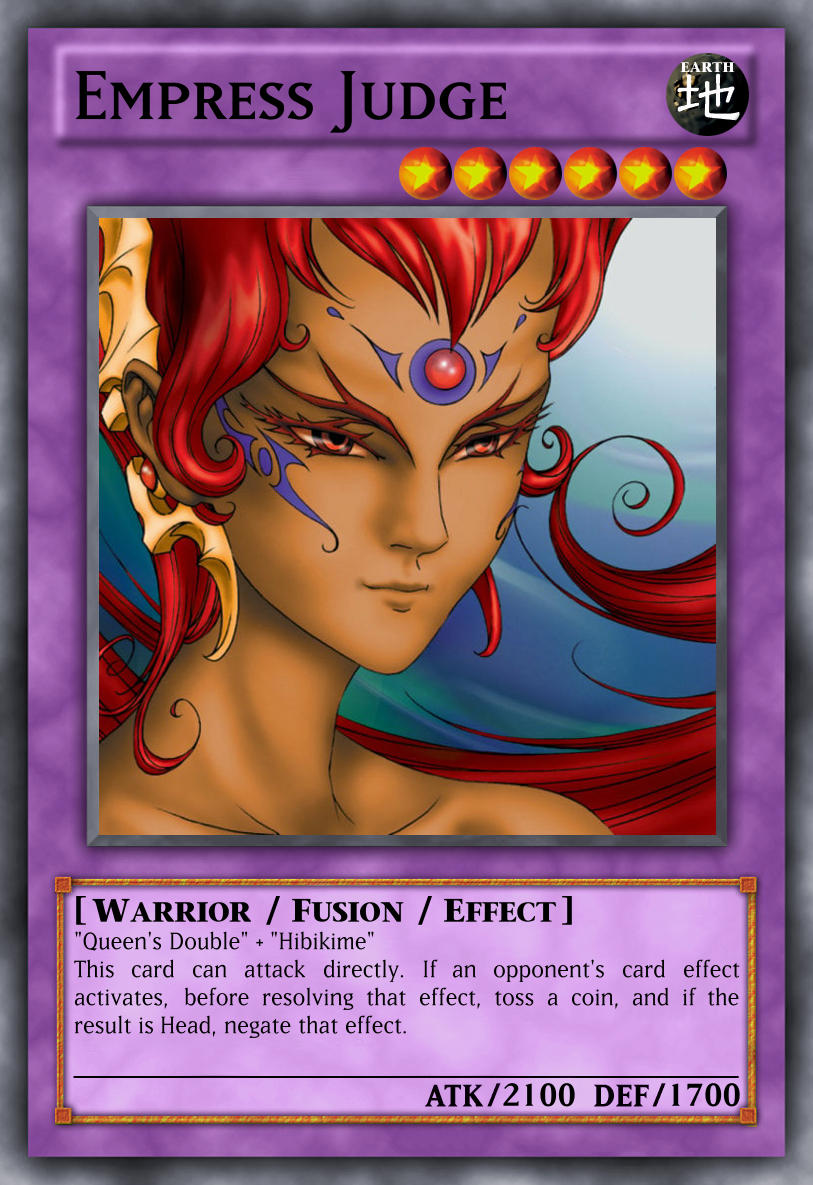 Empress Judge
EARTH
地
[ Warrior / Fusion / Effect ]
"Queen's Double" + "Hibikime"
This card can attack directly. If an opponent's card effect
activates, before resolving that effect, toss a coin, and if the
result is Head, negate that effect.
ATK/2100 DEF/1700